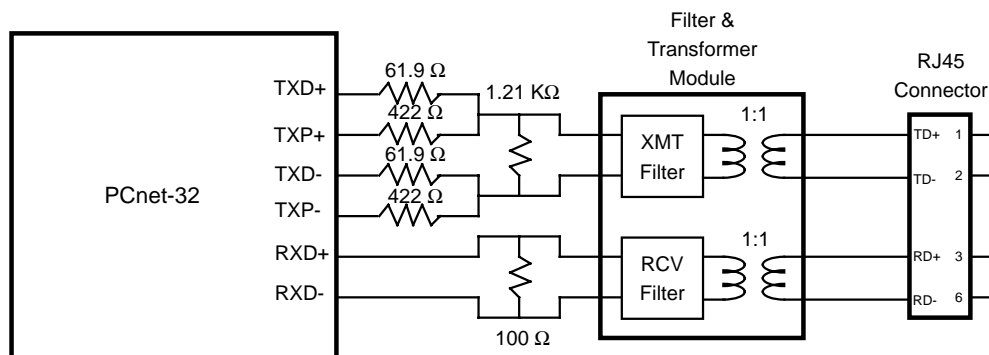 Filter &
Transformer
Module
RJ45
Connector
PCnet-32
TXD+
TXP+
TXD-
TXP-
RXD+
RXD-
61.9 Ω
422 Ω
61.9 Ω
422 Ω
1.21 KΩ
100 Ω
XMT
Filter
1:1
RCV
Filter
1:1
TD+ 1
TD- 2
RD+ 3
RD- 6